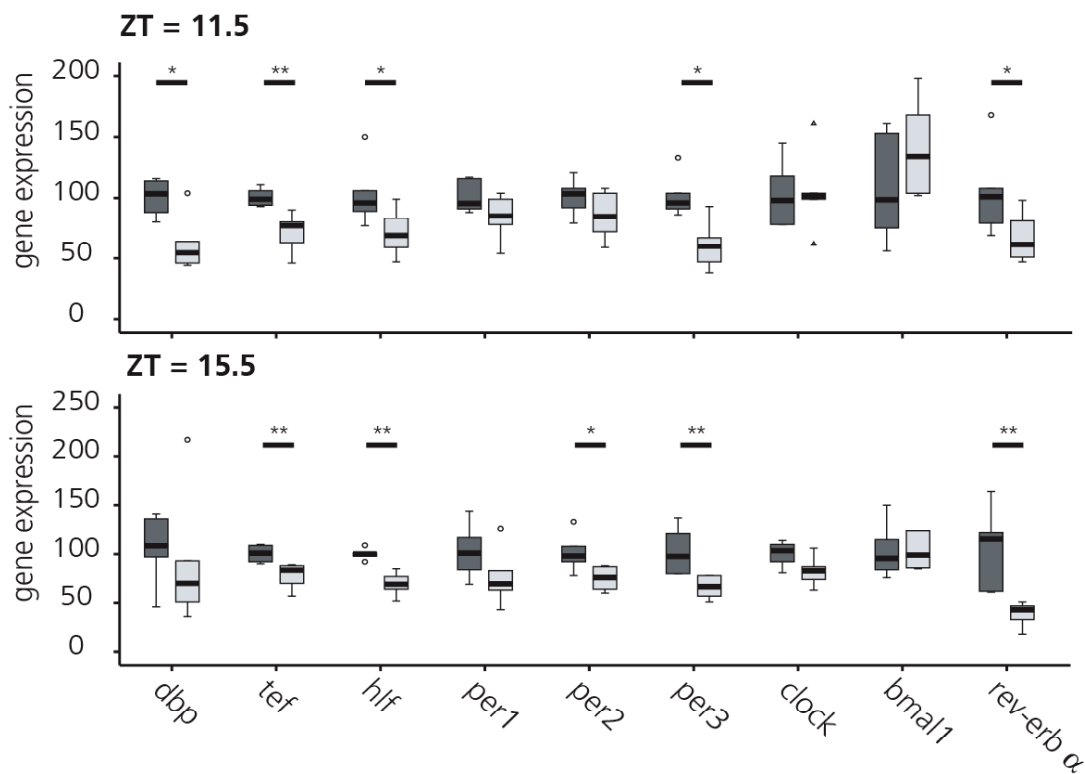 ZT = 11.5
gene expression
200
150
100
50
0
* ** * * *
ZT = 15.5
gene expression
250
200
150
100
50
0
** ** * ** **
dbp tef hlf per1 per2 per3 clock bmal1 rev-erb α